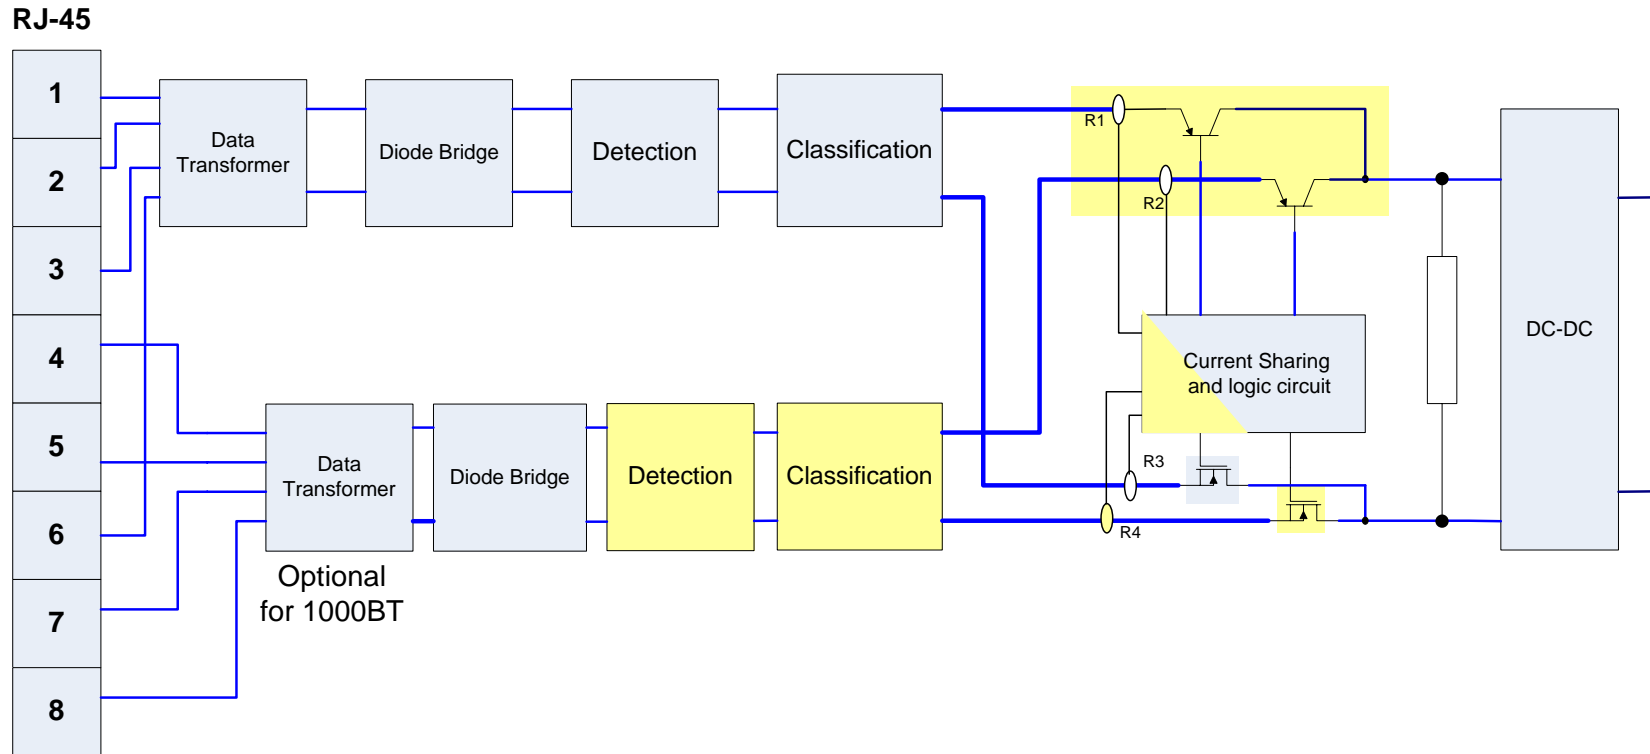 RJ-45
1
2
3
4
5
6
7
8
Data
Transformer
Diode Bridge
Detection
Classification
R1
R2
Current Sharing
and logic circuit
DC-DC
Data
Transformer
Diode Bridge
Detection
Classification
R3
R4
Optional
for 1000BT